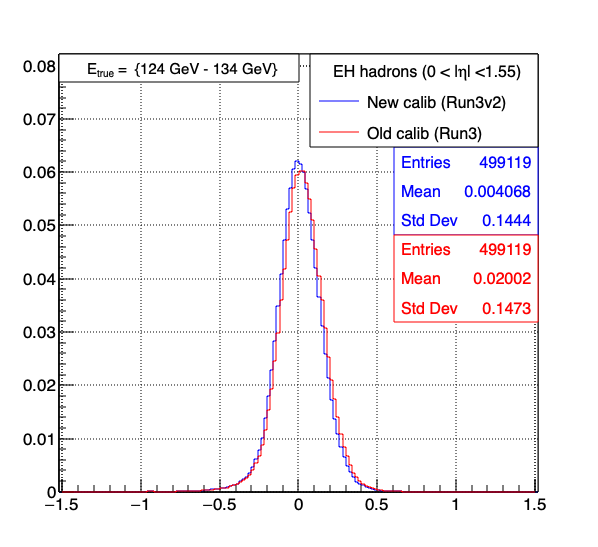 E_true = {124 GeV - 134 GeV}
EH hadrons (0 < |η| <1.55)
New calib (Run3v2)
Old calib (Run3)
Entries 499119
Mean 0.004068
Std Dev 0.1444
Entries 499119
Mean 0.02002
Std Dev 0.1473
0.08
0.07
0.06
0.05
0.04
0.03
0.02
0.01
0
−1.5 −1 −0.5 0 0.5 1 1.5